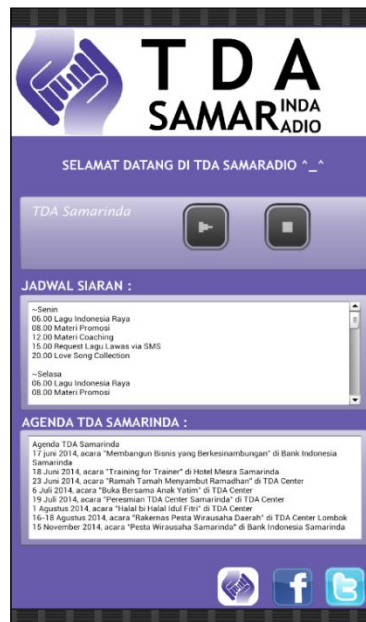 T D A
SAMARINDA
RADIO
SELAMAT DATANG DI TDA SAMARADIO ^_^
TDA Samarinda
JADWAL SIARAN :
~Senin
06.00 Lagu Indonesia Raya
08.00 Materi Promosi
12.00 Materi Coaching
15.00 Request Lagu Lawas via SMS
20.00 Love Song Collection
~Selasa
06.00 Lagu Indonesia Raya
08.00 Materi Promosi
AGENDA TDA SAMARINDA :
Agenda TDA Samarinda
17 juni 2014, acara "Membangun Bisnis yang Berkesinambungan" di Bank Indonesia
Samarinda
18 Juni 2014, acara "Training for Trainer" di Hotel Mesra Samarinda
23 Juni 2014, acara "Ramah Tamah Menyambut Ramadhan" di TDA Center
6 Juli 2014, acara "Buka Bersama Anak Yatim" di TDA Center
19 Juli 2014, acara "Peresmian TDA Center Samarinda" di TDA Center
1 Agustus 2014, acara "Halal bi Halal Idul Fitri" di TDA Center
16-18 Agustus 2014, acara "Rakernas Pesta Wirausaha Daerah" di TDA Center Lombok
15 November 2014, acara "Pesta Wirausaha Samarinda" di Bank Indonesia Samarinda